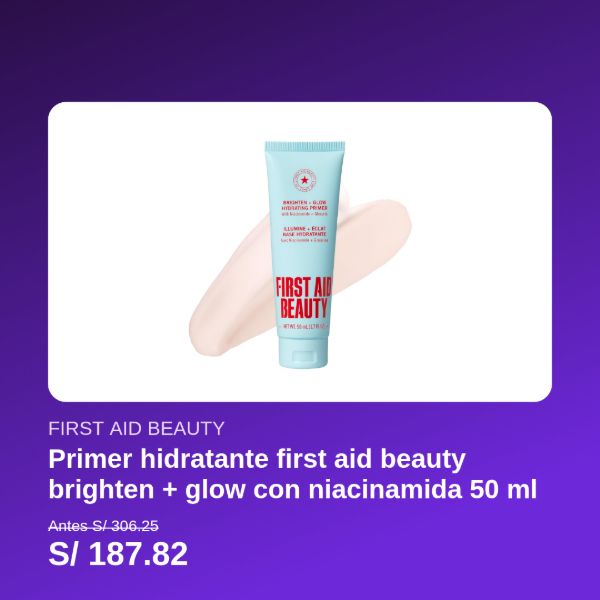 BRIGHTEN + GLOW
HYDRATING PRIMER
ILLUMINE + ÉCLAT
BASE HYDRATANTE
FIRST AID
BEAUTY
FIRST AID BEAUTY
Primer hidratante first aid beauty
brighten + glow con niacinamida 50 ml
Antes S/ 306.25
S/ 187.82